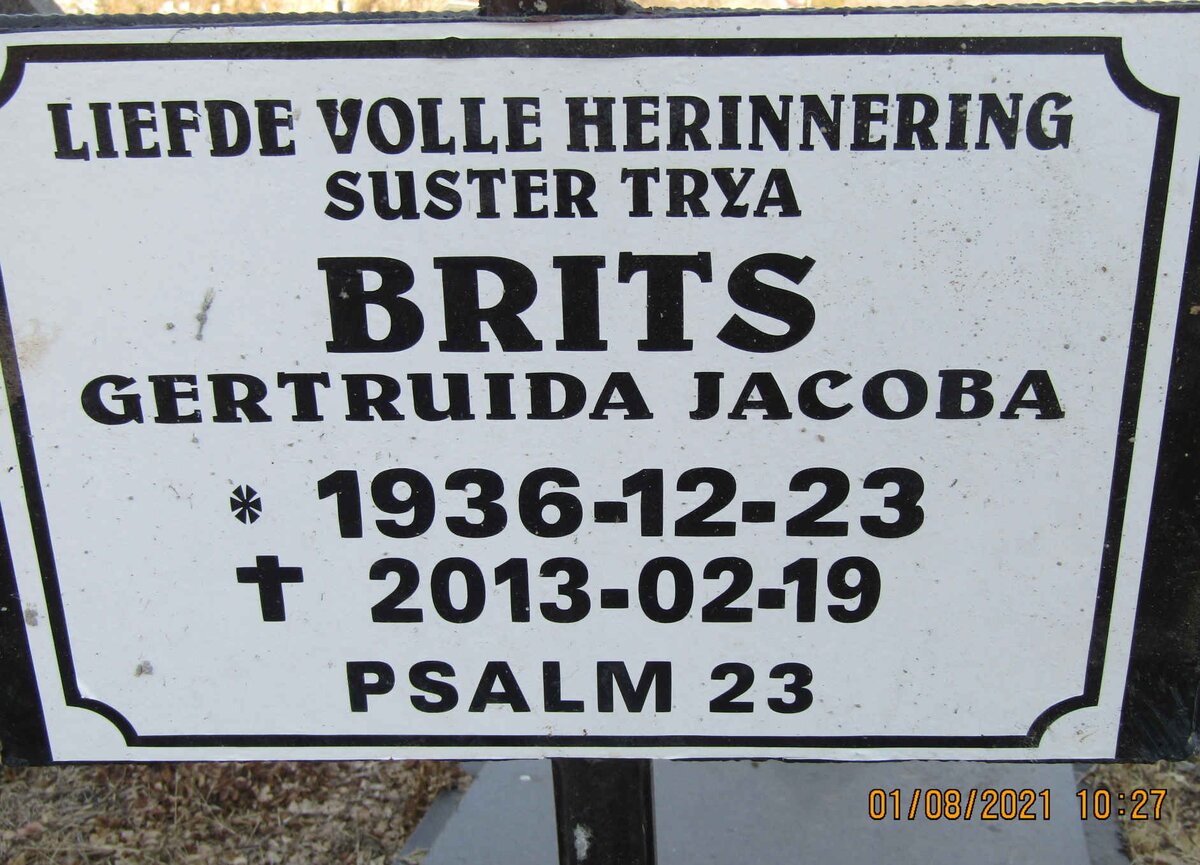 LIEFDE VOLLE HERINNERING
SUSTER TRYA
BRITS
GERTRUIDA JACOBA
* 1936-12-23
✝ 2013-02-19
PSALM 23
01/08/2021 10:27